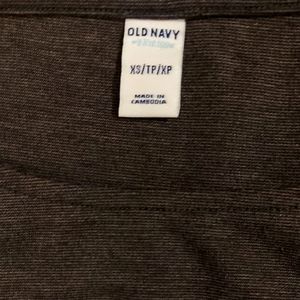 OLD NAVY
XS/TP/XP
MADE IN
CAMBODIA